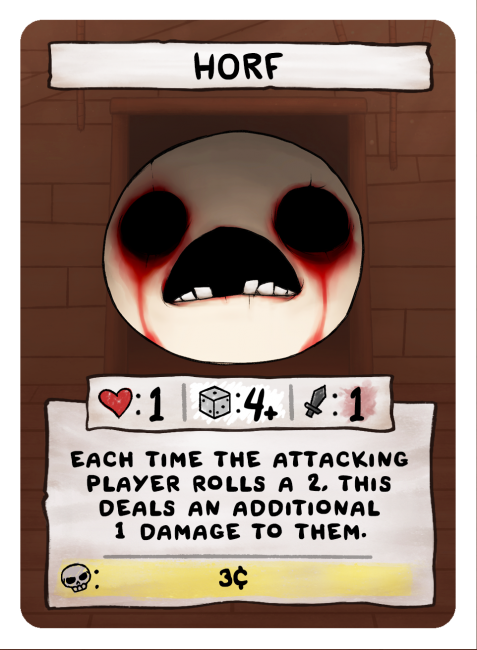 HORF
:1 :4+ :1
EACH TIME THE ATTACKING
PLAYER ROLLS A 2, THIS
DEALS AN ADDITIONAL
1 DAMAGE TO THEM.
: 3¢